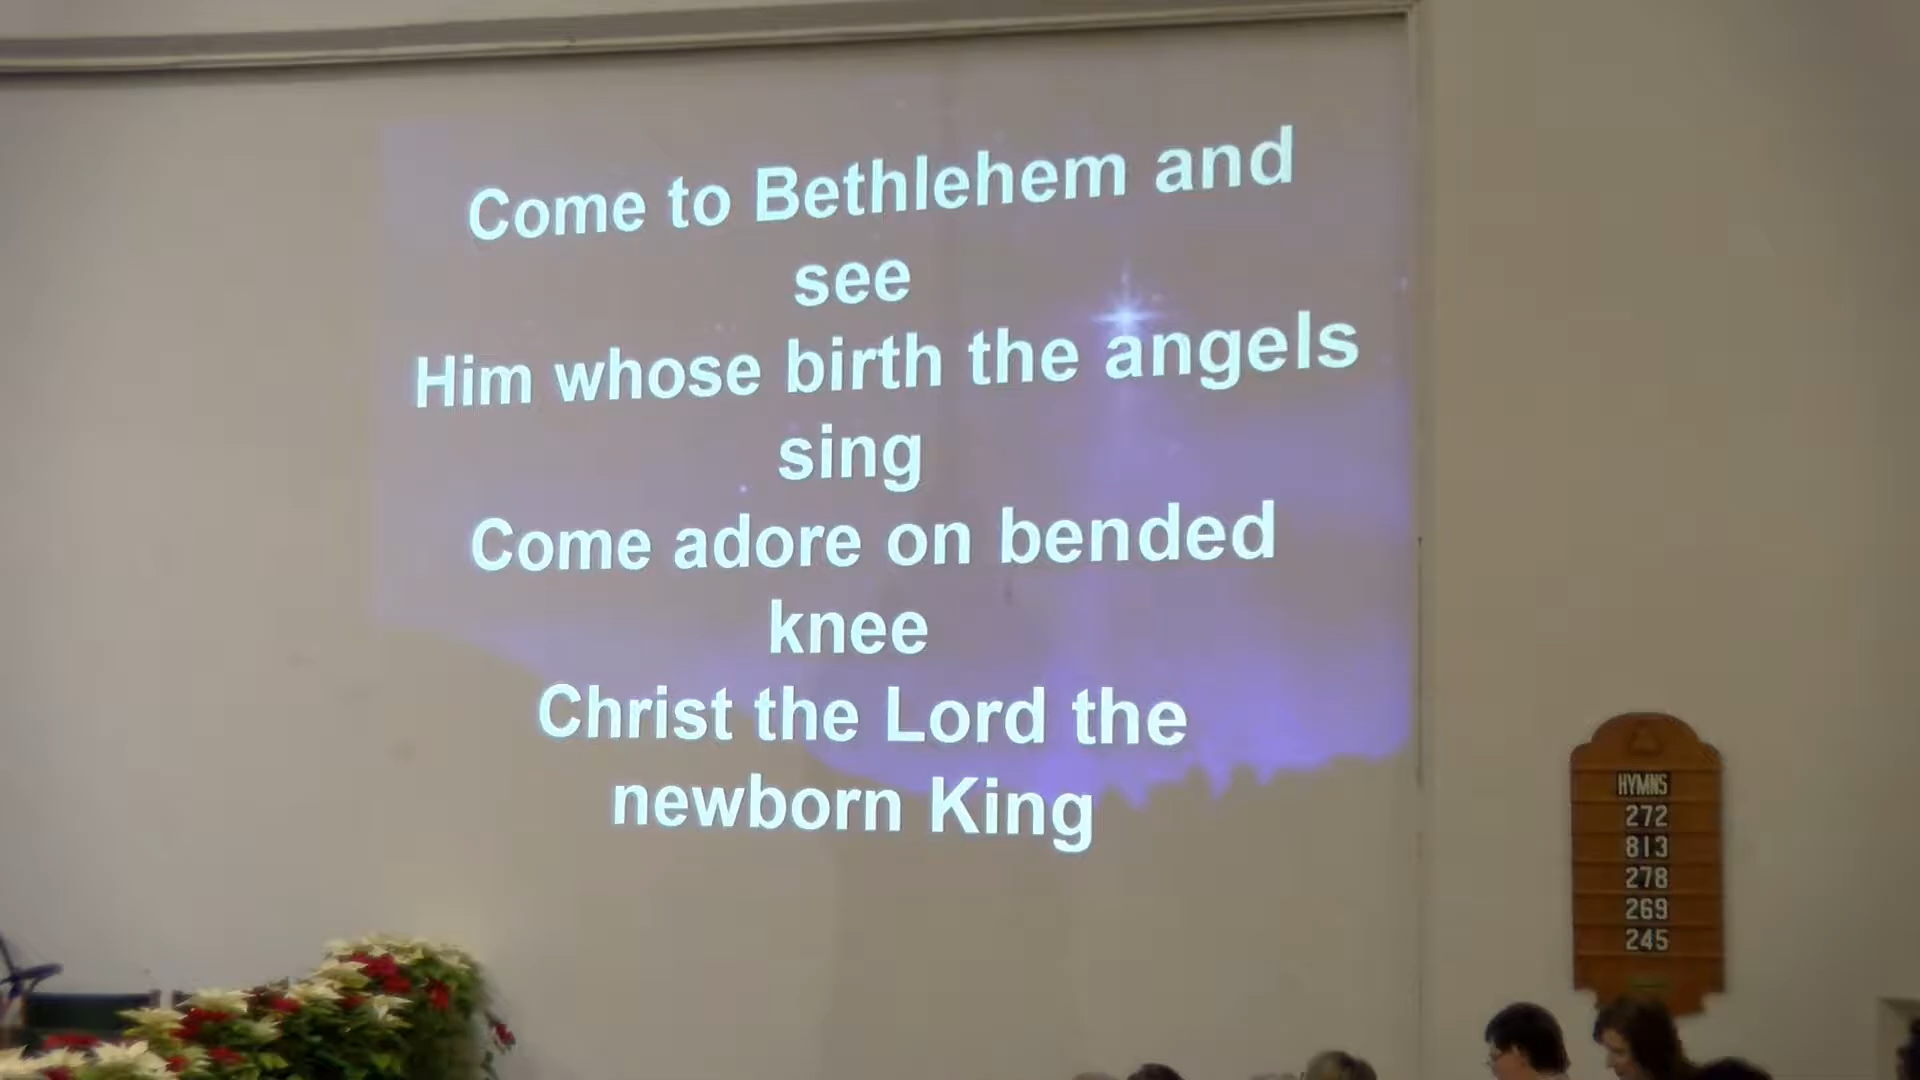 Come to Bethlehem and
see
Him whose birth the angels
sing
Come adore on bended
knee
Christ the Lord the
newborn King
HYMNS
272
813
278
269
245